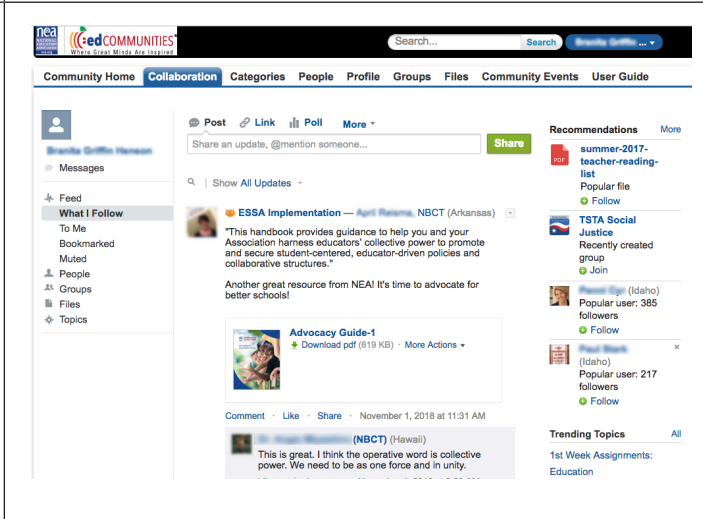 nea
edCOMMUNITIES
Where Great Minds Are Inspired
Search...
Search
...
Community Home Collaboration Categories People Profile Groups Files Community Events User Guide
Messages
Feed
What I Follow
To Me
Bookmarked
Muted
People
Groups
Files
Topics
Post Link Poll More
Share an update, @mention someone...
Share
Show All Updates
ESSA Implementation — NBCT (Arkansas)
"This handbook provides guidance to help you and your
Association harness educators' collective power to promote
and secure student-centered, educator-driven policies and
collaborative structures."
Another great resource from NEA! It's time to advocate for
better schools!
Advocacy Guide-1
Download pdf (619 KB) · More Actions
Comment · Like · Share · November 1, 2018 at 11:31 AM
(NBCT) (Hawaii)
This is great. I think the operative word is collective
power. We need to be as one force and in unity.
Recommendations More
PDF
summer-2017-
teacher-reading-
list
Popular file
Follow
TSTA Social
Justice
Recently created
group
Join
(Idaho)
Popular user: 385
followers
Follow
(Idaho)
Popular user: 217
followers
Follow
Trending Topics All
1st Week Assignments:
Education